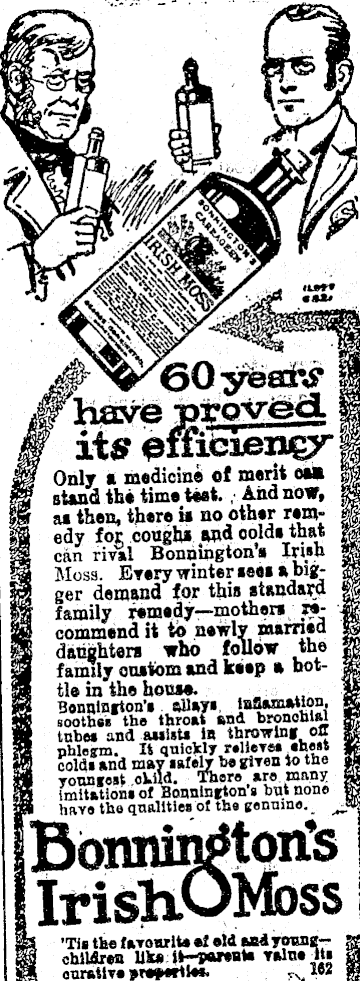 BONNINGTON'S
CARRAGEEN
IRISH MOSS
60 years
have proved
its efficiency
Only a medicine of merit can
stand the time test. And now,
as then, there is no other rem-
edy for coughs and colds that
can rival Bonnington's Irish
Moss. Every winter sees a big-
ger demand for this standard
family remedy—mothers re-
commend it to newly married
daughters who follow the
family custom and keep a bot-
tle in the house.
Bonnington's allays inflamation,
soothes the throat and bronchial
tubes and assists in throwing off
phlegm. It quickly relieves chest
colds and may safely be given to the
youngest child. There are many
imitations of Bonnington's but none
have the qualities of the genuine.
Bonnington's
Irish Moss
'Tis the favourite of old and young—
children like it—parents value its
curative properties. 162